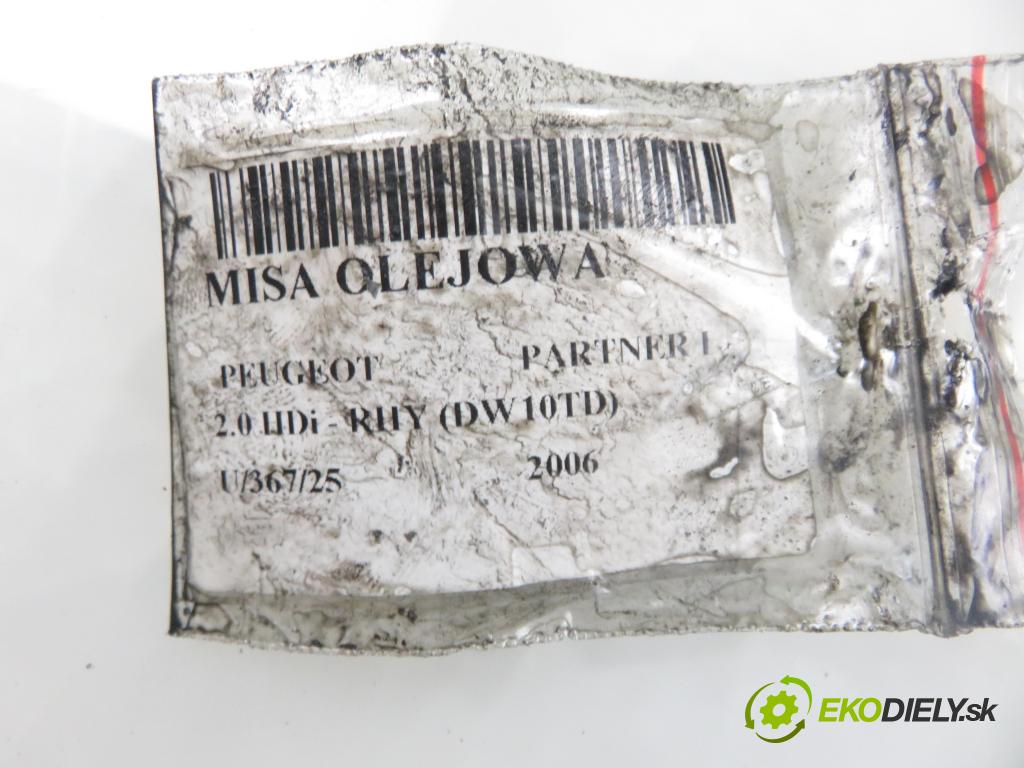 MISA OLEJOWA
PEUGEOT PARTNER I
2.0 HDi - RHY (DW10TD)
U/367/25 2006
EKODIELY.sk